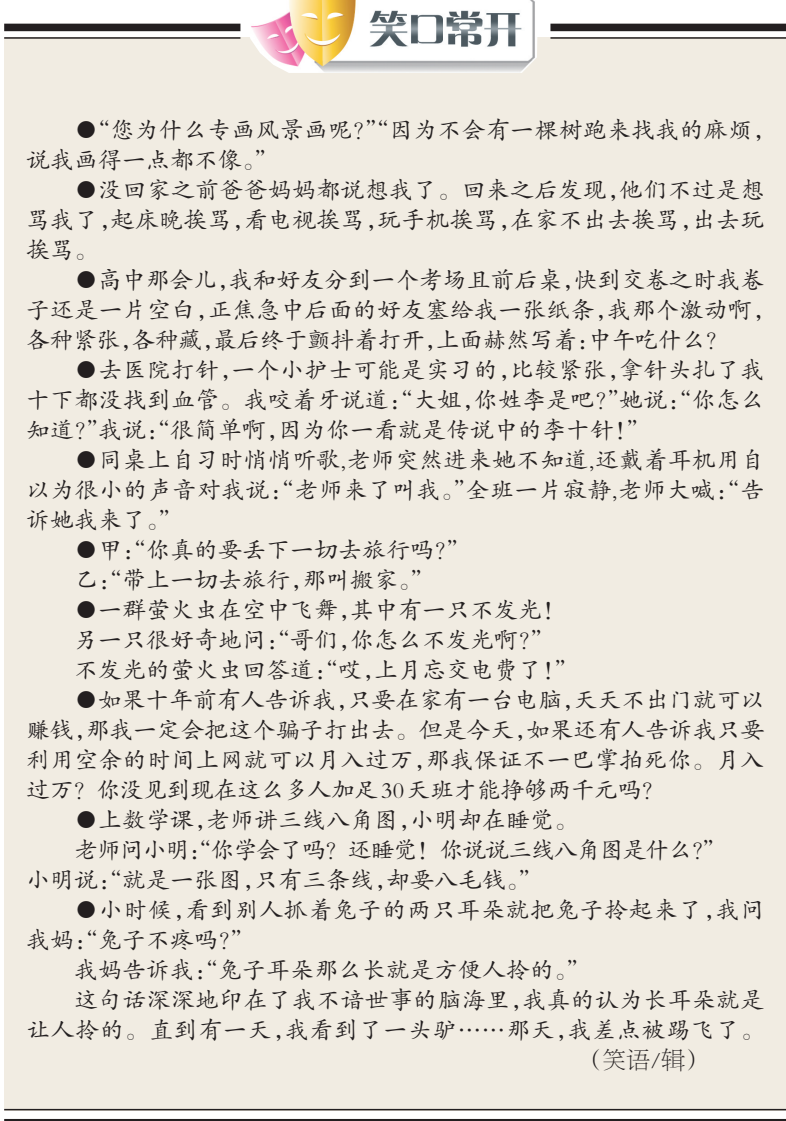 笑口常开
●“您为什么专画风景画呢?”“因为不会有一棵树跑来找我的麻烦,
说我画得一点都不像。”
●没回家之前爸爸妈妈都说想我了。回来之后发现,他们不过是想
骂我了,起床晚挨骂,看电视挨骂,玩手机挨骂,在家不出去挨骂,出去玩
挨骂。
●高中那会儿,我和好友分到一个考场且前后桌,快到交卷之时我卷
子还是一片空白,正焦急中后面的好友塞给我一张纸条,我那个激动啊,
各种紧张,各种藏,最后终于颤抖着打开,上面赫然写着:中午吃什么?
●去医院打针,一个小护士可能是实习的,比较紧张,拿针头扎了我
十下都没找到血管。我咬着牙说道:“大姐,你姓李是吧?”她说:“你怎么
知道?”我说:“很简单啊,因为你一看就是传说中的李十针!”
●同桌上自习时悄悄听歌,老师突然进来她不知道,还戴着耳机用自
以为很小的声音对我说:“老师来了叫我。”全班一片寂静,老师大喊:“告
诉她我来了。”
●甲:“你真的要丢下一切去旅行吗?”
乙:“带上一切去旅行,那叫搬家。”
●一群萤火虫在空中飞舞,其中有一只不发光!
另一只很好奇地问:“哥们,你怎么不发光啊?”
不发光的萤火虫回答道:“哎,上月忘交电费了!”
●如果十年前有人告诉我,只要在家有一台电脑,天天不出门就可以
赚钱,那我一定会把这个骗子打出去。但是今天,如果还有人告诉我只要
利用空余的时间上网就可以月入过万,那我保证不一巴掌拍死你。月入
过万?你没见到现在这么多人加足30天班才能挣够两千元吗?
●上数学课,老师讲三线八角图,小明却在睡觉。
老师问小明:“你学会了吗?还睡觉!你说说三线八角图是什么?”
小明说:“就是一张图,只有三条线,却要八毛钱。”
●小时候,看到别人抓着兔子的两只耳朵就把兔子拎起来了,我问
我妈:“兔子不疼吗?”
我妈告诉我:“兔子耳朵那么长就是方便人拎的。”
这句话深深地印在了我不谙世事的脑海里,我真的认为长耳朵就是
让人拎的。直到有一天,我看到了一头驴……那天,我差点被踢飞了。
(笑语/辑)